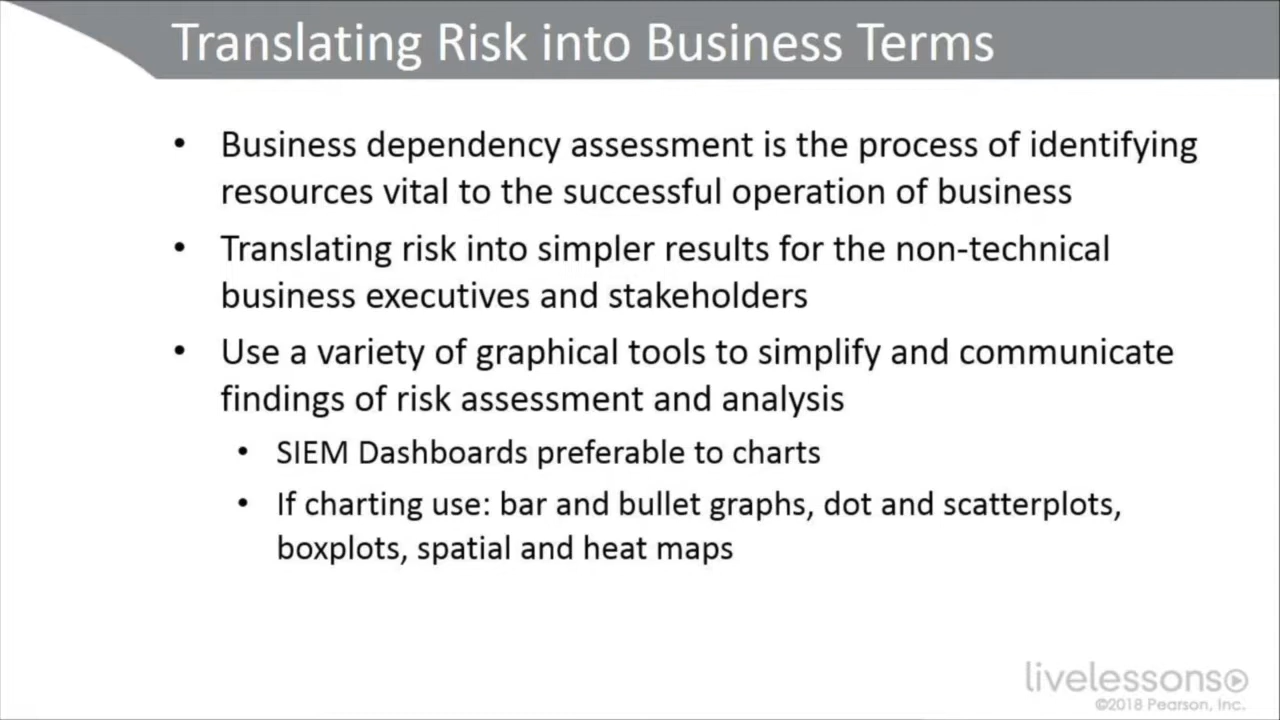 Translating Risk into Business Terms
• Business dependency assessment is the process of identifying
resources vital to the successful operation of business
• Translating risk into simpler results for the non-technical
business executives and stakeholders
• Use a variety of graphical tools to simplify and communicate
findings of risk assessment and analysis
• SIEM Dashboards preferable to charts
• If charting use: bar and bullet graphs, dot and scatterplots,
boxplots, spatial and heat maps
livelessons
©2018 Pearson, Inc.